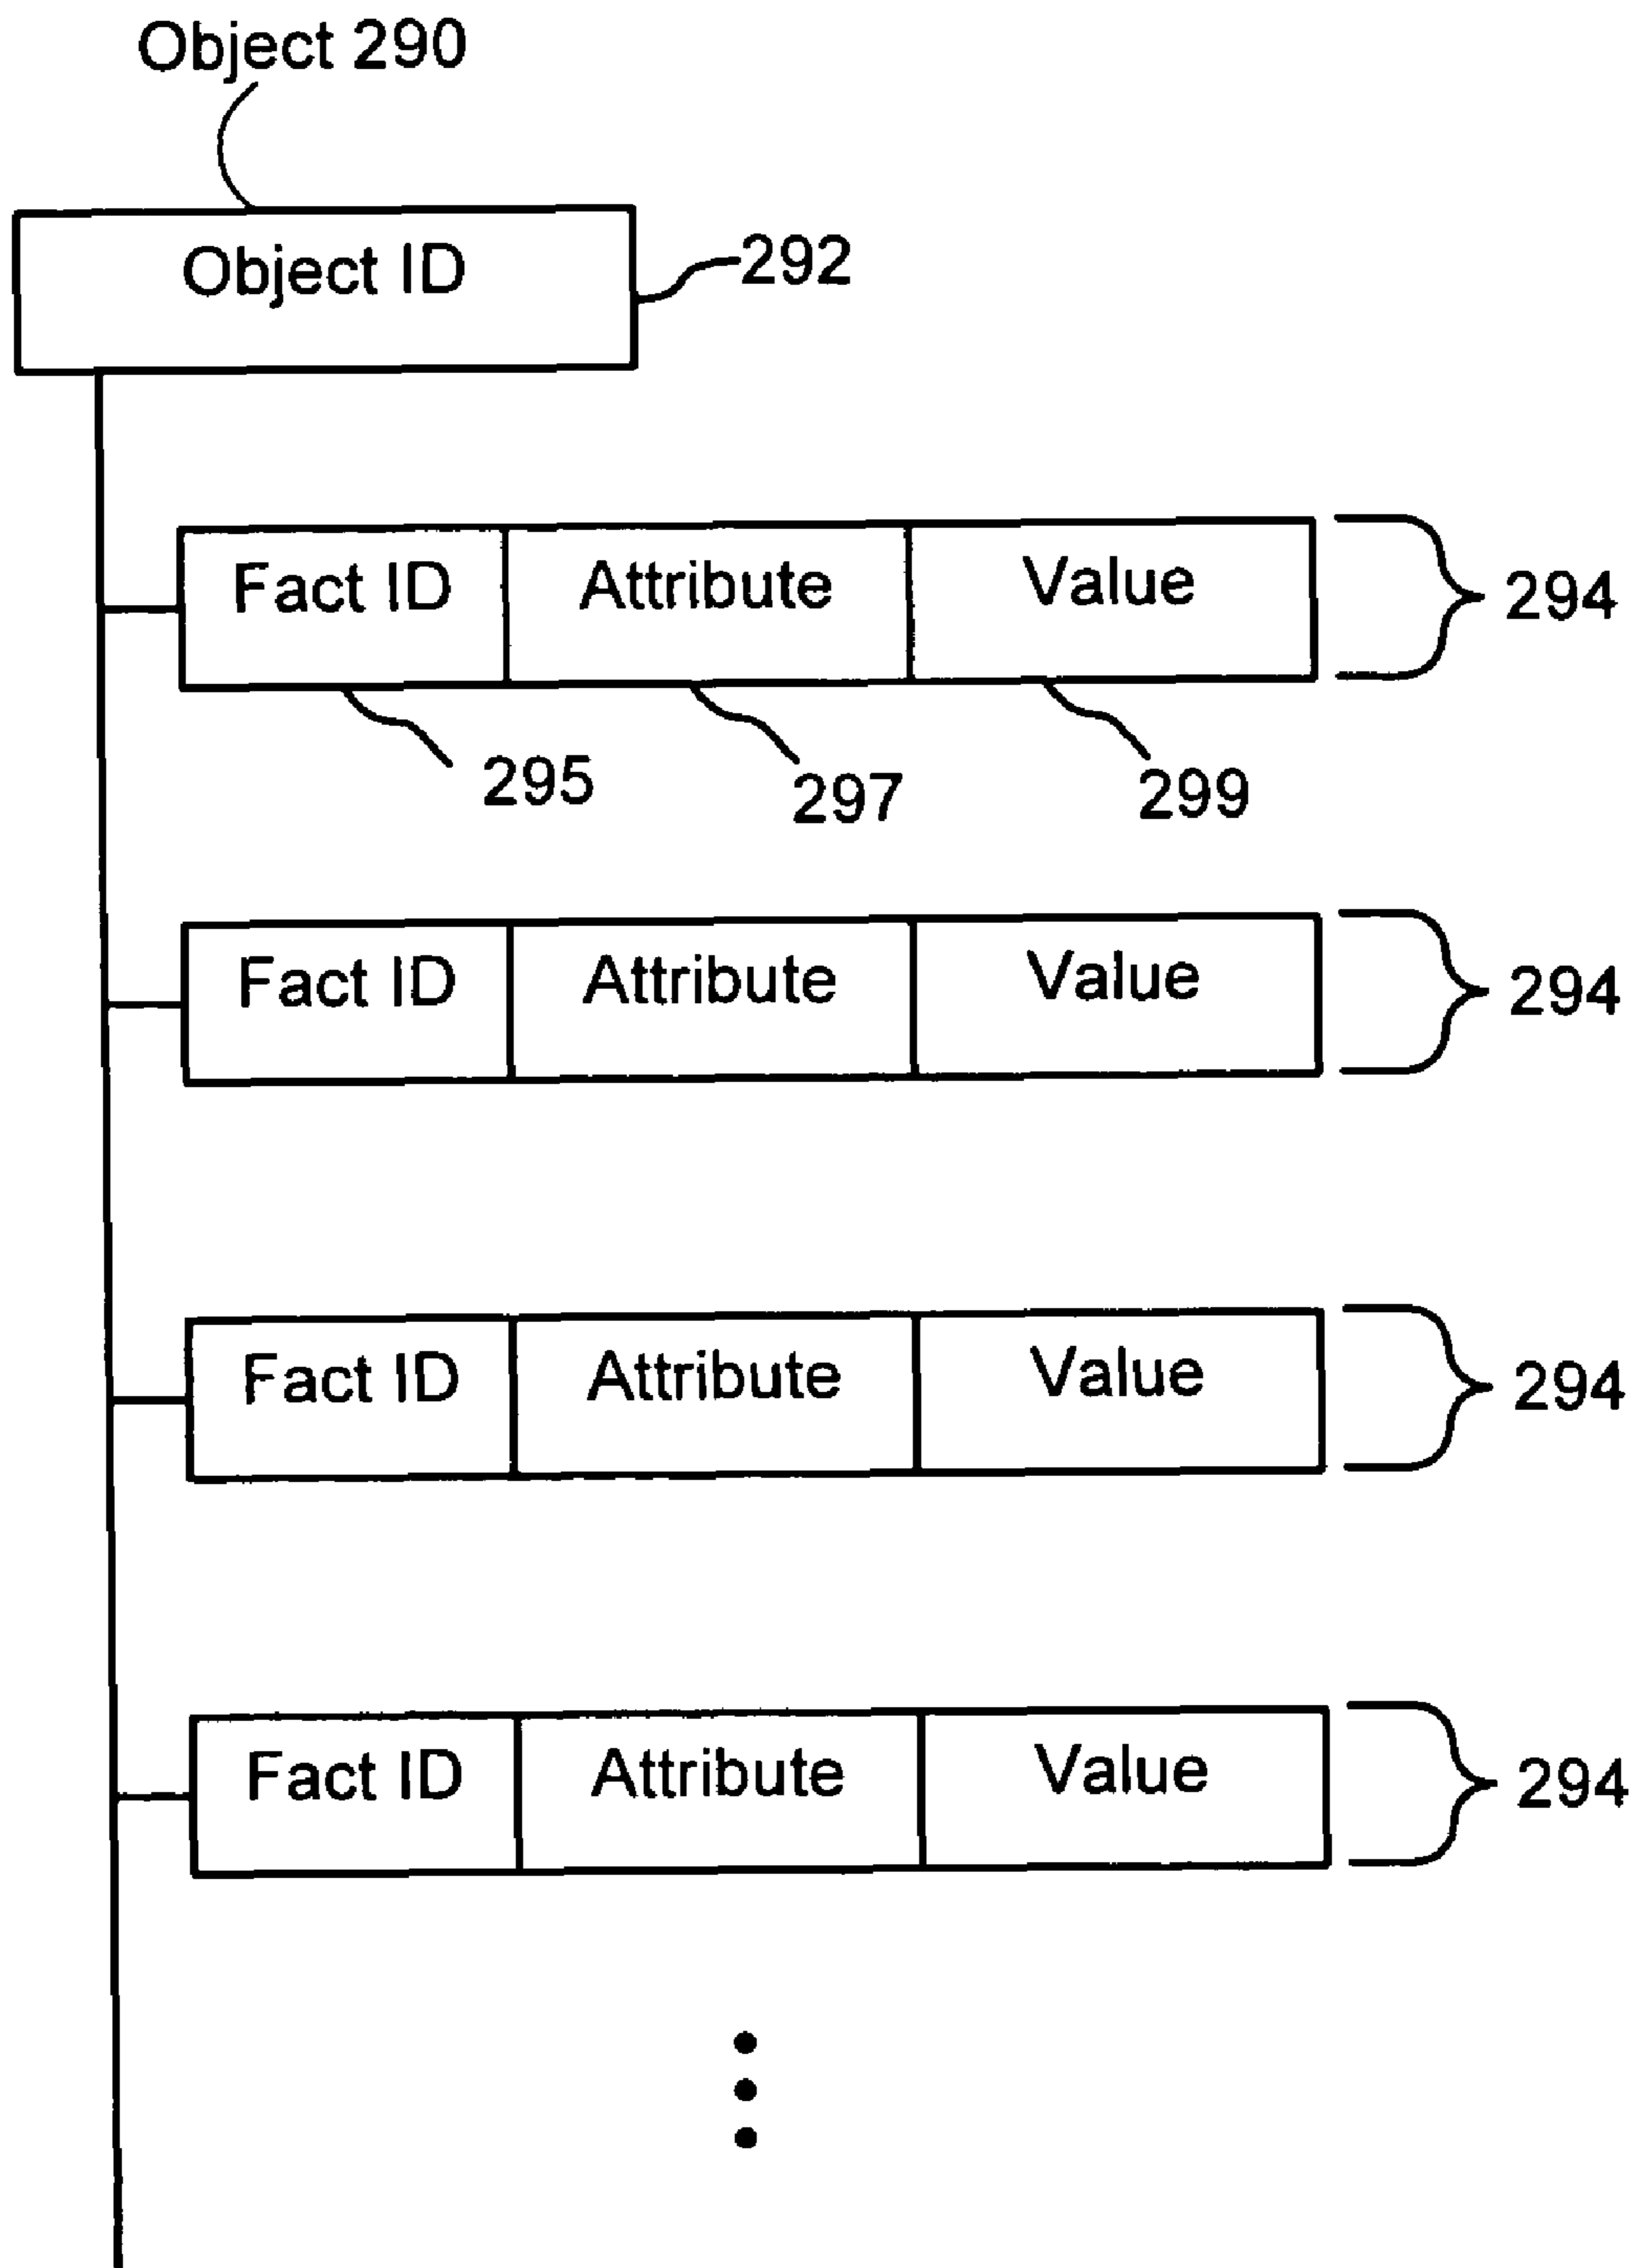 Object 290
Object ID
292
Fact ID Attribute Value 294
295 297 299
Fact ID Attribute Value 294
Fact ID Attribute Value 294
Fact ID Attribute Value 294